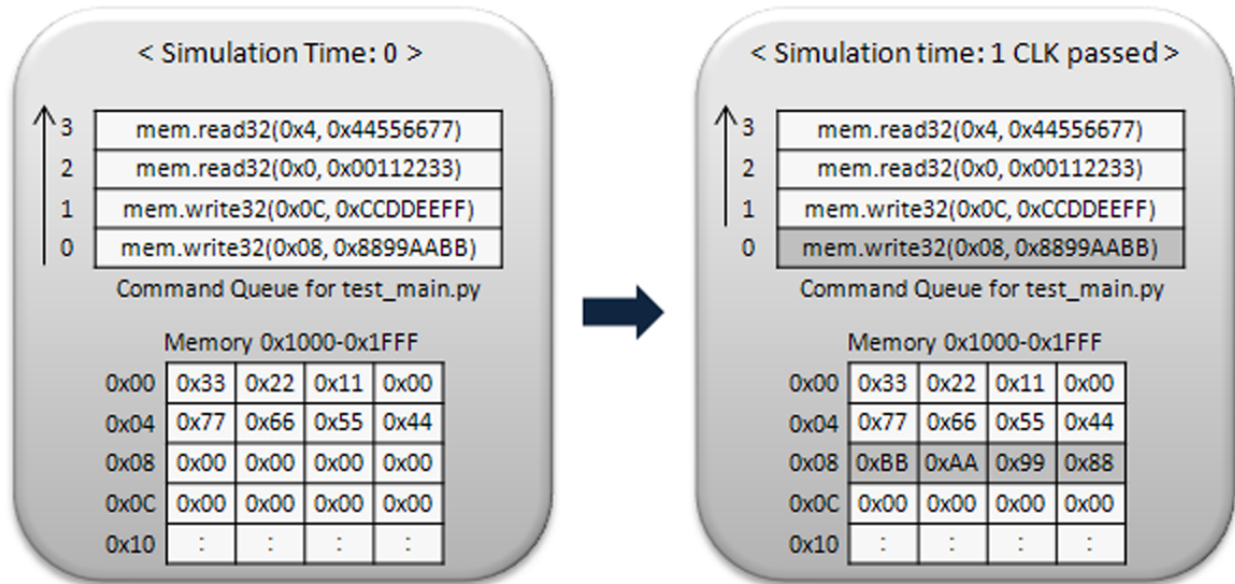 < Simulation Time: 0 >
3 mem.read32(0x4, 0x44556677)
2 mem.read32(0x0, 0x00112233)
1 mem.write32(0x0C, 0xCCDDEEFF)
0 mem.write32(0x08, 0x8899AABB)
Command Queue for test_main.py
Memory 0x1000-0x1FFF
0x00 0x33 0x22 0x11 0x00
0x04 0x77 0x66 0x55 0x44
0x08 0x00 0x00 0x00 0x00
0x0C 0x00 0x00 0x00 0x00
0x10 : : : :
< Simulation time: 1 CLK passed >
3 mem.read32(0x4, 0x44556677)
2 mem.read32(0x0, 0x00112233)
1 mem.write32(0x0C, 0xCCDDEEFF)
0 mem.write32(0x08, 0x8899AABB)
Command Queue for test_main.py
Memory 0x1000-0x1FFF
0x00 0x33 0x22 0x11 0x00
0x04 0x77 0x66 0x55 0x44
0x08 0xBB 0xAA 0x99 0x88
0x0C 0x00 0x00 0x00 0x00
0x10 : : : :